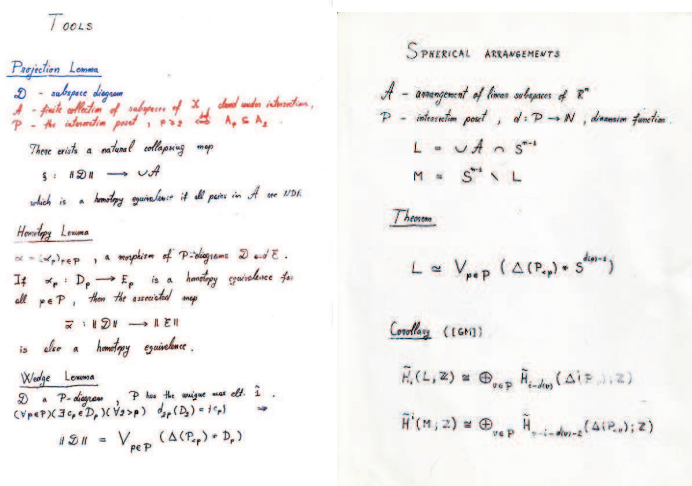 TOOLS
Projection Lemma
D - subspace diagram
A - finite collection of subspaces of X, closed under intersection,
P - the intersection poset, p ≥ q ⟺ A_p ⊆ A_q.
There exists a natural collapsing map
ξ : ‖D‖ ⟶ ∪A
which is a homotopy equivalence if all pairs in A are NDR.
Homotopy Lemma
α = (α_p)_{p∈P}, a morphism of P-diagrams D and E.
If α_p : D_p ⟶ E_p is a homotopy equivalence for
all p∈P, then the associated map
α̅ : ‖D‖ ⟶ ‖E‖
is also a homotopy equivalence.
Wedge Lemma
D a P-diagram, P has the unique max elt. 1̂.
(∀p∈P)(∃c_p∈D_p)(∀q>p) d_{qp}(D_q) = {c_p} ⇒
‖D‖ ≃ V_{p∈P} (Δ(P_{<p}) * D_p)
SPHERICAL ARRANGEMENTS
A - arrangement of linear subspaces of R^n
P - intersection poset, d : P ⟶ N, dimension function.
L = ∪A ∩ S^{n-1}
M = S^{n-1} \ L
Theorem
L ≃ V_{p∈P} (Δ(P_{<p}) * S^{d(p)-1})
Corollary ([GM])
H̃_i(L; Z) ≅ ⊕_{v∈P} H̃_{i-d(v)}(Δ(P_{<v}); Z)
H̃^i(M; Z) ≅ ⊕_{v∈P} H̃_{n-i-d(v)-2}(Δ(P_{<v}); Z)